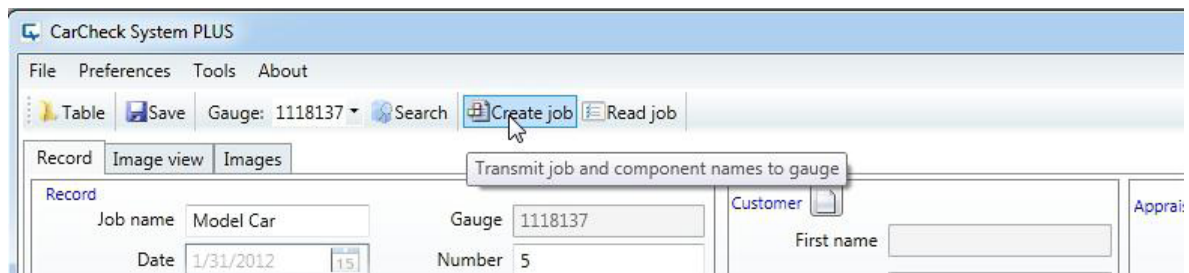 CarCheck System PLUS
File Preferences Tools About
Table Save Gauge: 1118137 Search Create job Read job
Record Image view Images
Transmit job and component names to gauge
Record
Customer
Job name Model Car Gauge 1118137
First name
Date 1/31/2012 15 Number 5